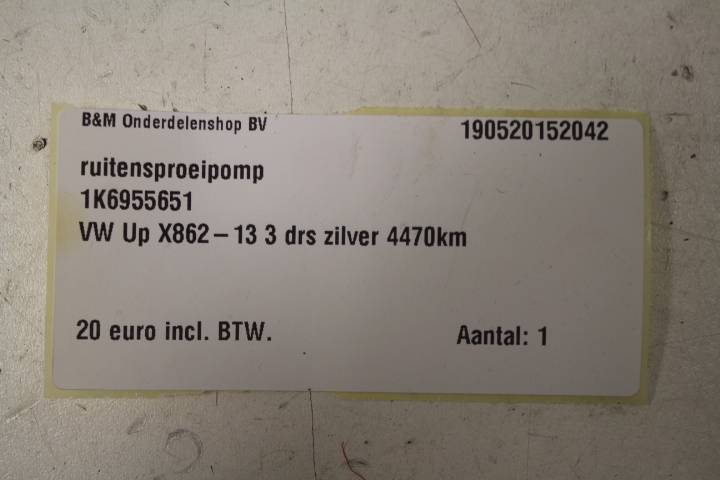 B&M Onderdelenshop BV 190520152042
ruitensproeipomp
1K6955651
VW Up X862-13 3 drs zilver 4470km
20 euro incl. BTW. Aantal: 1